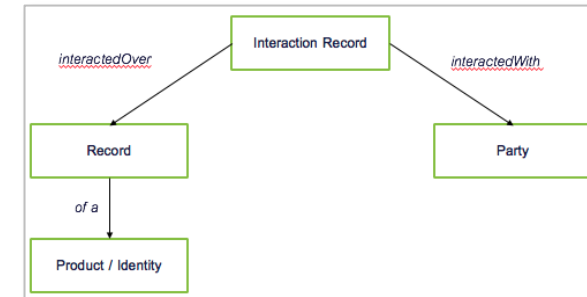 Interaction Record
interactedOver
interactedWith
Record
Party
of a
Product / Identity